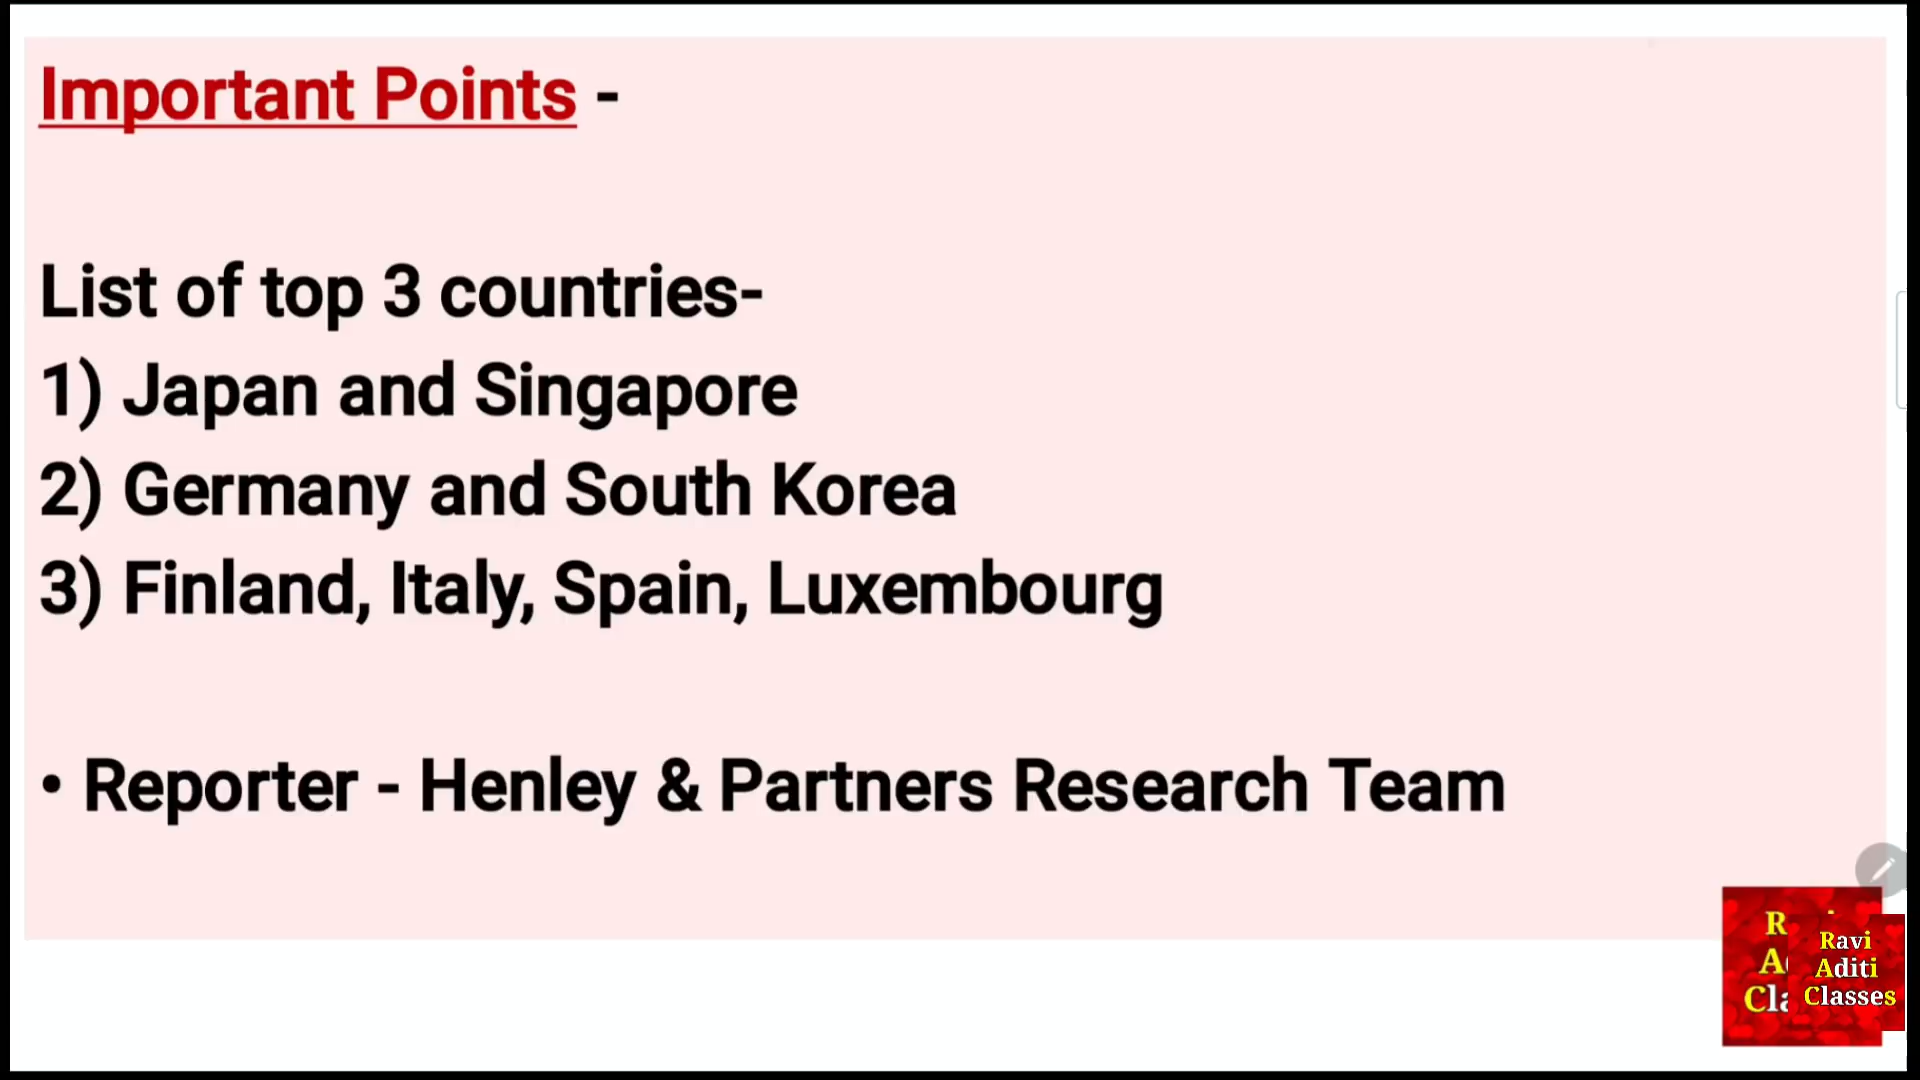 Important Points -
List of top 3 countries-
1) Japan and Singapore
2) Germany and South Korea
3) Finland, Italy, Spain, Luxembourg
• Reporter - Henley & Partners Research Team
Ravi
Aditi
Classes